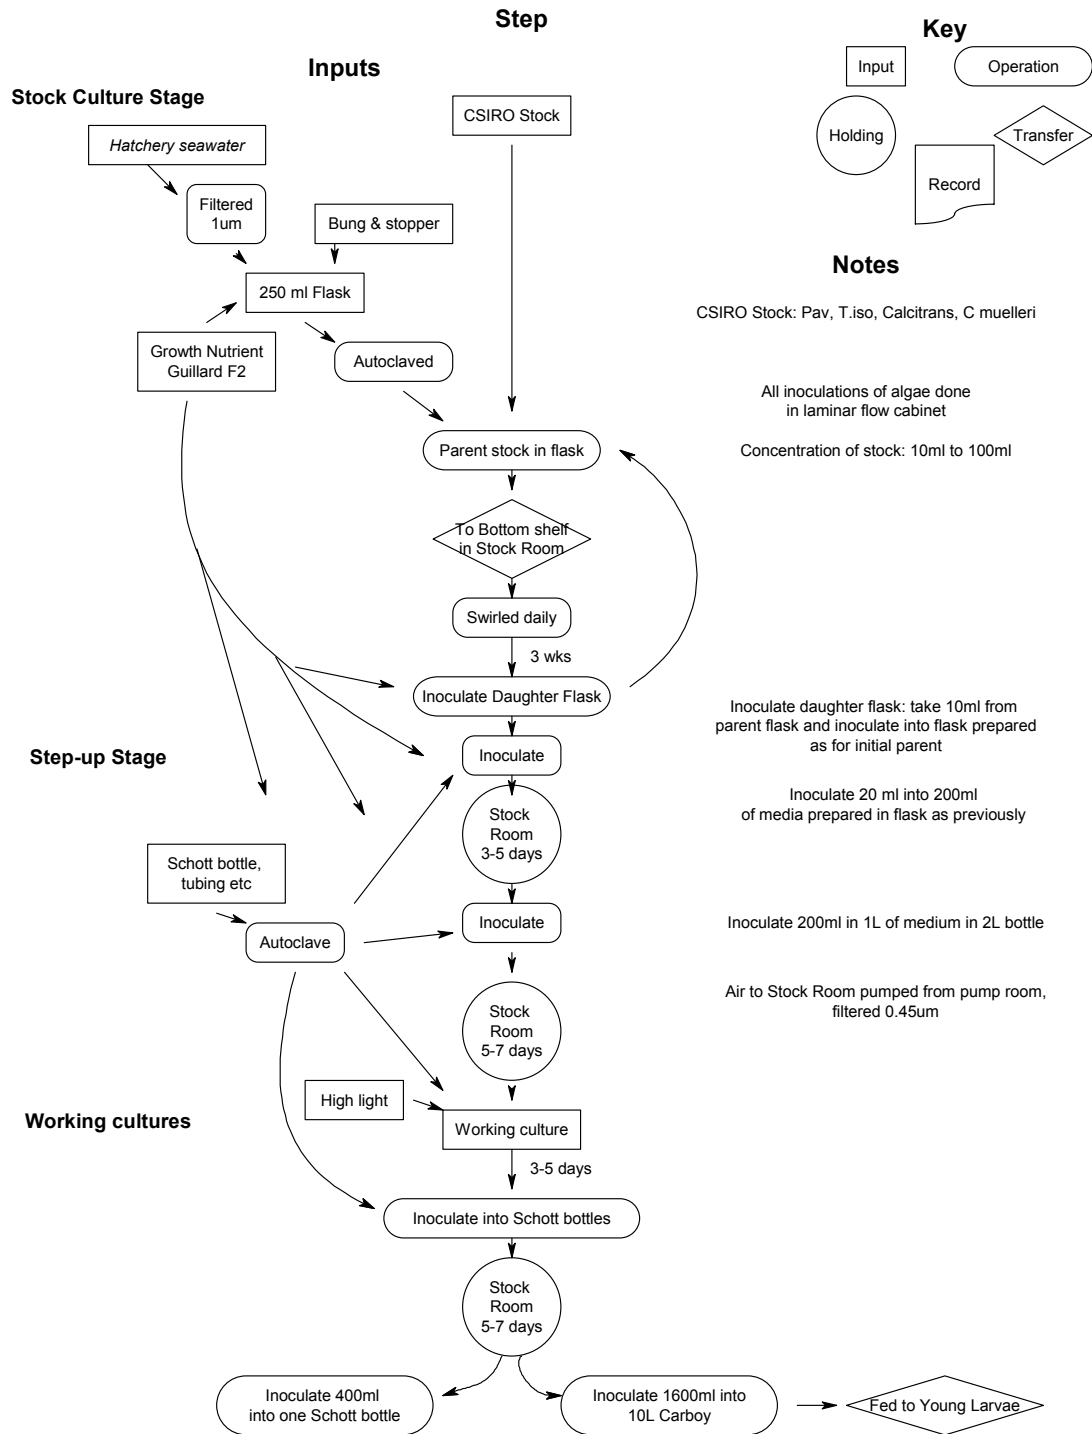 Step
Key
Inputs
Input
Operation
Stock Culture Stage
CSIRO Stock
Hatchery seawater
Holding
Transfer
Record
Filtered
1um
Bung & stopper
Notes
250 ml Flask
CSIRO Stock: Pav, T.iso, Calcitrans, C muelleri
Growth Nutrient
Guillard F2
Autoclaved
All inoculations of algae done
in laminar flow cabinet
Parent stock in flask
Concentration of stock: 10ml to 100ml
To Bottom shelf
in Stock Room
Swirled daily
3 wks
Inoculate Daughter Flask
Inoculate daughter flask: take 10ml from
parent flask and inoculate into flask prepared
as for initial parent
Step-up Stage
Inoculate
Inoculate 20 ml into 200ml
of media prepared in flask as previously
Stock
Room
3-5 days
Schott bottle,
tubing etc
Inoculate
Inoculate 200ml in 1L of medium in 2L bottle
Autoclave
Air to Stock Room pumped from pump room,
filtered 0.45um
Stock
Room
5-7 days
High light
Working cultures
Working culture
3-5 days
Inoculate into Schott bottles
Stock
Room
5-7 days
Inoculate 400ml
into one Schott bottle
Inoculate 1600ml into
10L Carboy
Fed to Young Larvae